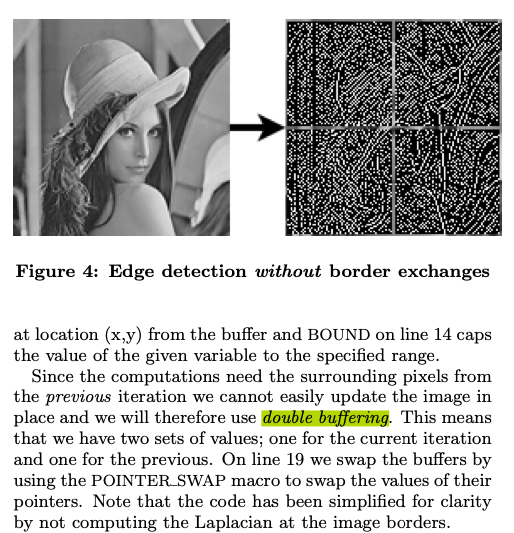 Figure 4: Edge detection without border exchanges
at location (x,y) from the buffer and BOUND on line 14 caps
the value of the given variable to the specified range.
Since the computations need the surrounding pixels from
the previous iteration we cannot easily update the image in
place and we will therefore use double buffering. This means
that we have two sets of values; one for the current iteration
and one for the previous. On line 19 we swap the buffers by
using the POINTER_SWAP macro to swap the values of their
pointers. Note that the code has been simplified for clarity
by not computing the Laplacian at the image borders.